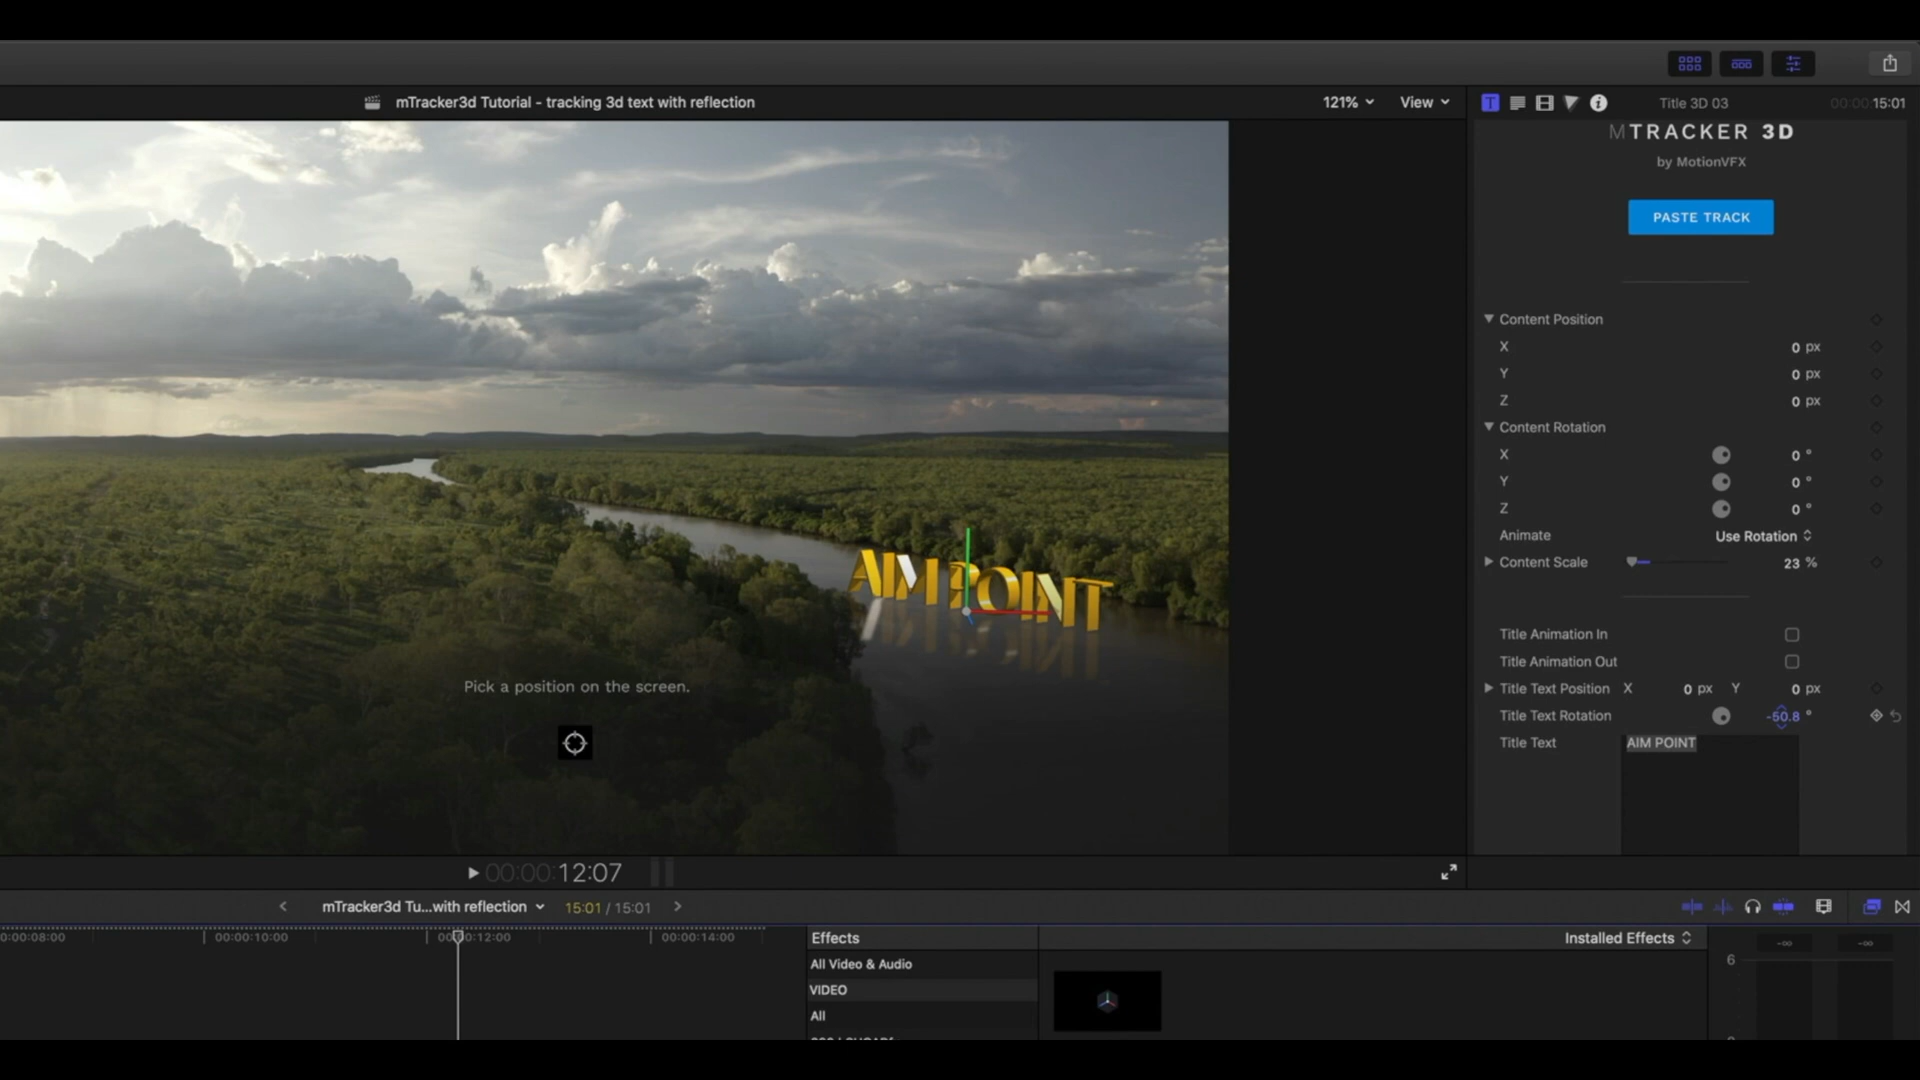 mTracker3d Tutorial - tracking 3d text with reflection
121%
View
Title 3D 03
00:00:15:01
MTRACKER 3D
by MotionVFX
PASTE TRACK
Content Position
X 0 px
Y 0 px
Z 0 px
Content Rotation
X 0 °
Y 0 °
Z 0 °
Animate Use Rotation
Content Scale 23 %
Title Animation In
Title Animation Out
Title Text Position X 0 px Y 0 px
Title Text Rotation -50.8 °
Title Text AIM POINT
AIM POINT
Pick a position on the screen.
00:00:12:07
mTracker3d Tu...with reflection
15:01 / 15:01
0:00:08:00
00:00:10:00
00:00:12:00
00:00:14:00
Effects
Installed Effects
All Video & Audio
VIDEO
All
-∞
-∞
6